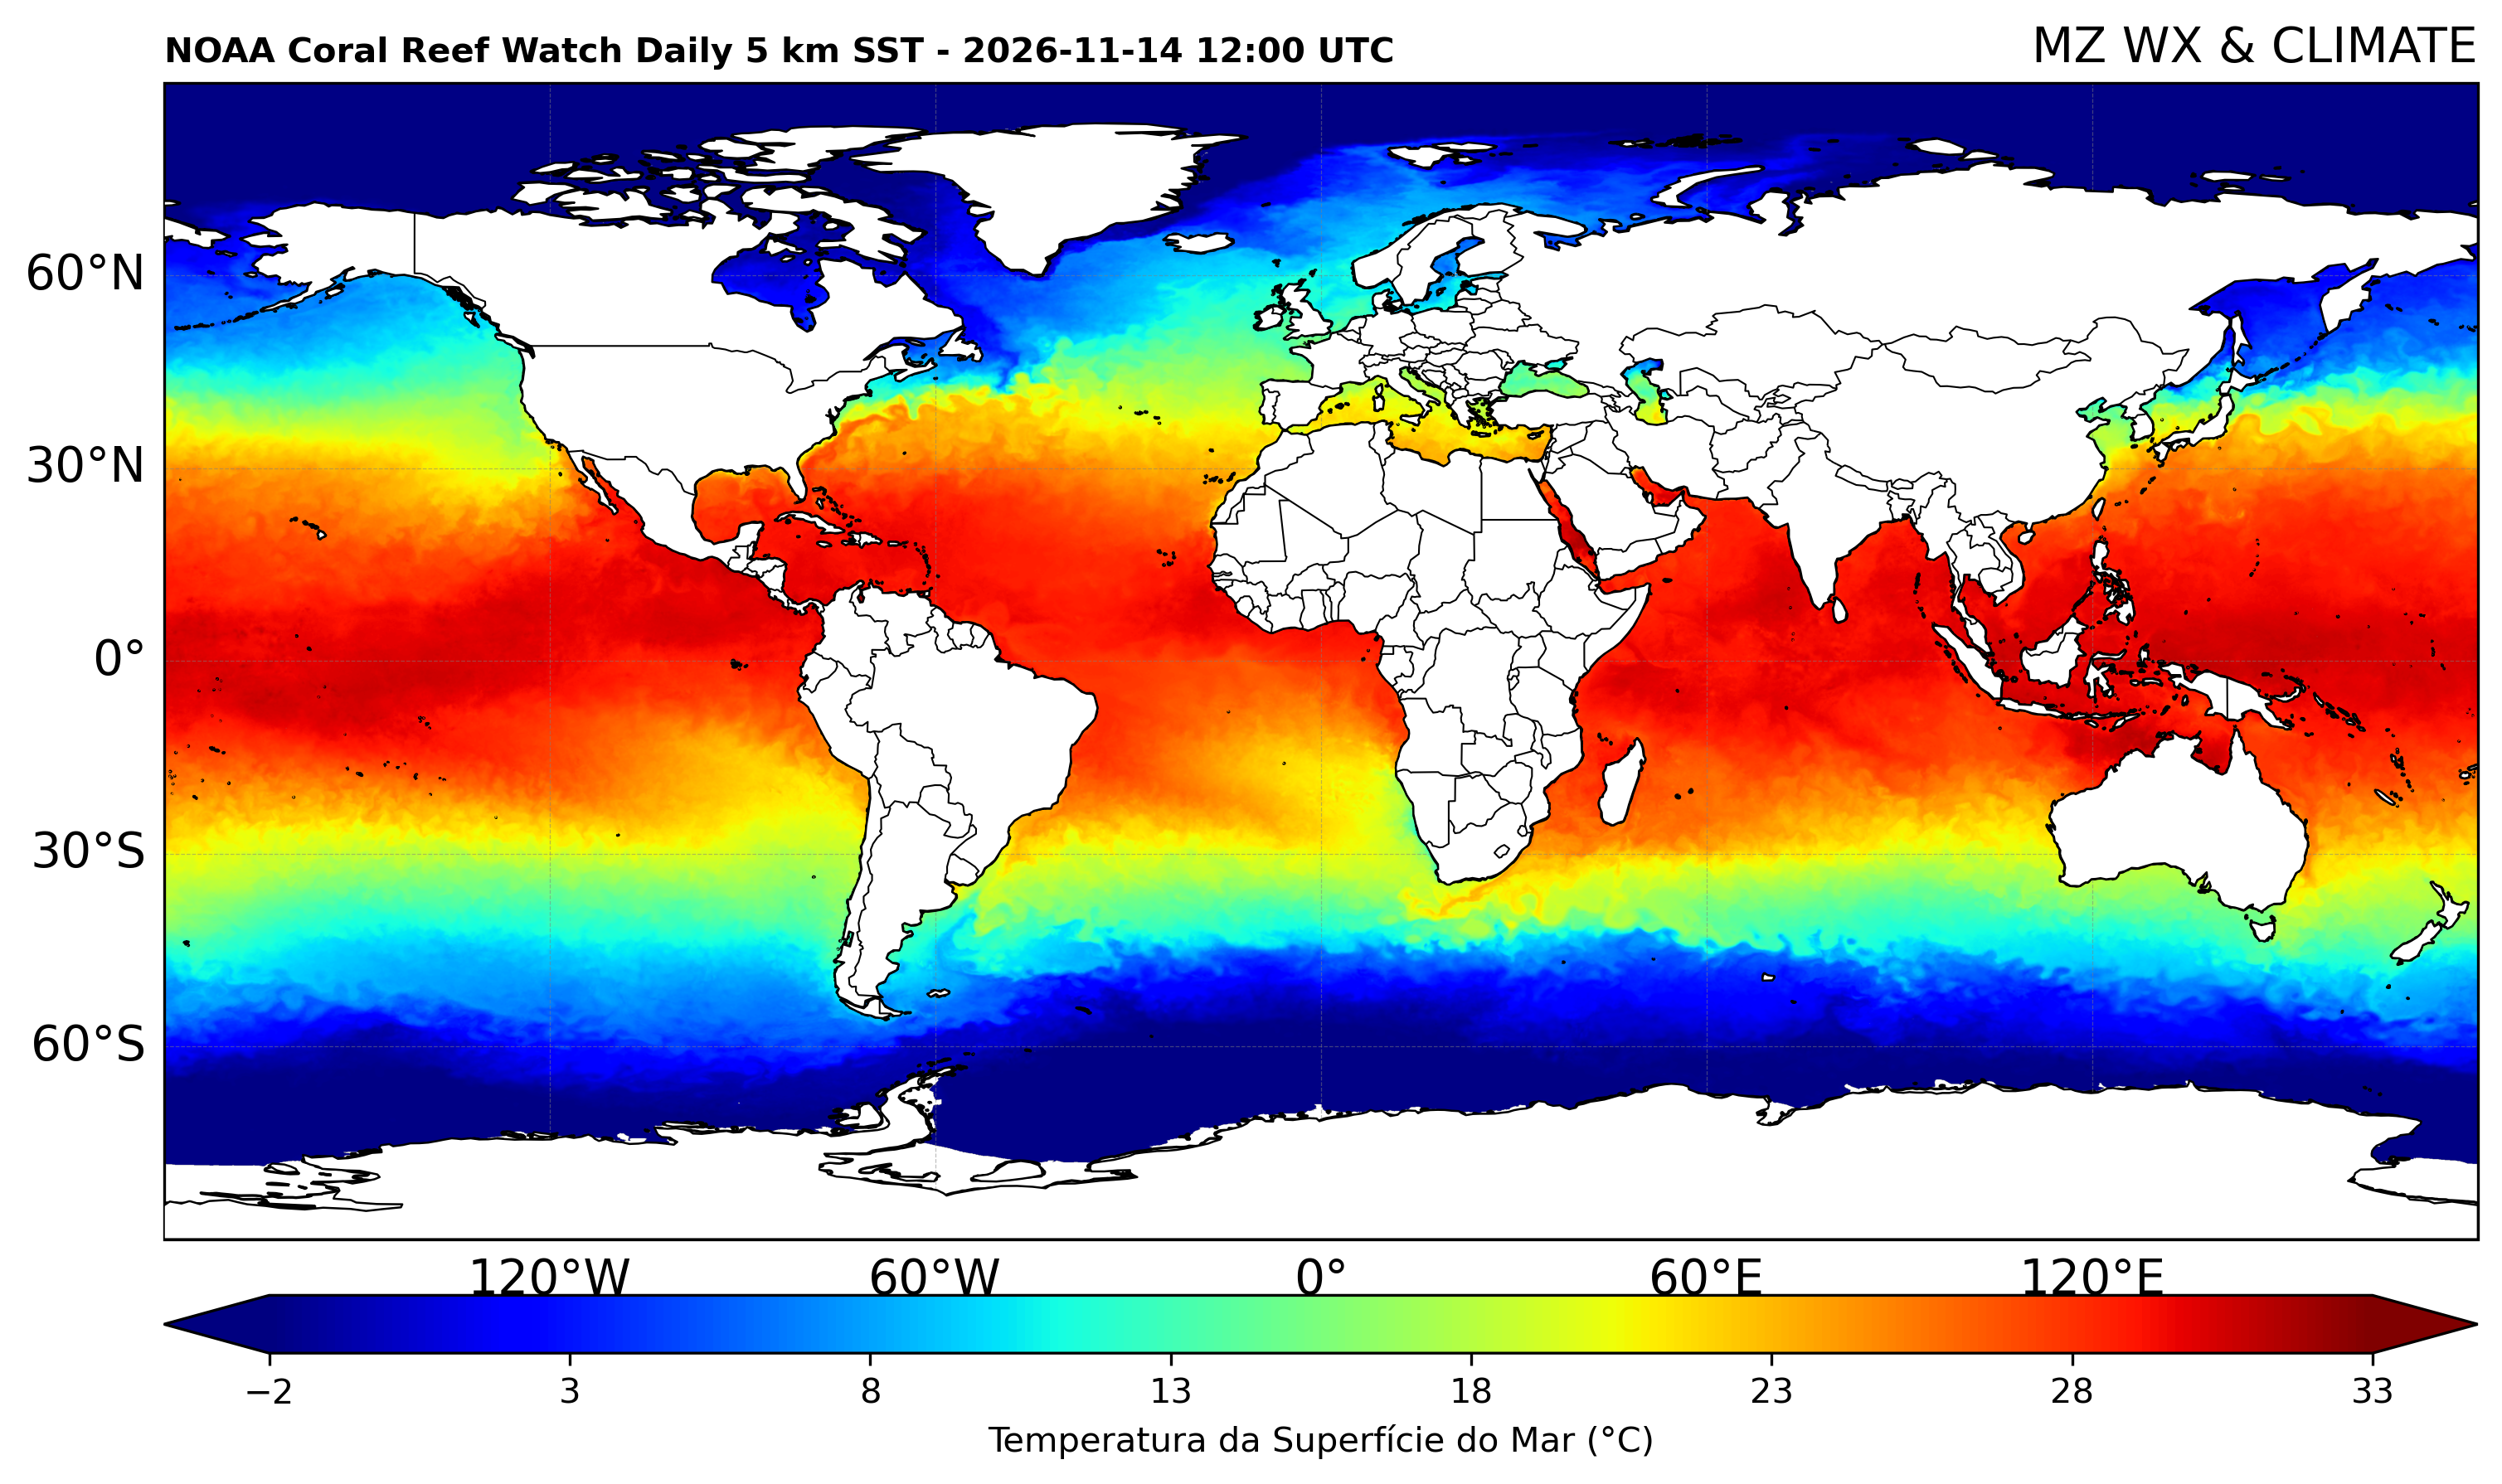 NOAA Coral Reef Watch Daily 5 km SST - 2026-11-14 12:00 UTC
MZ WX & CLIMATE
60°N
30°N
0°
30°S
60°S
120°W 60°W 0° 60°E 120°E
−2 3 8 13 18 23 28 33
Temperatura da Superfície do Mar (°C)